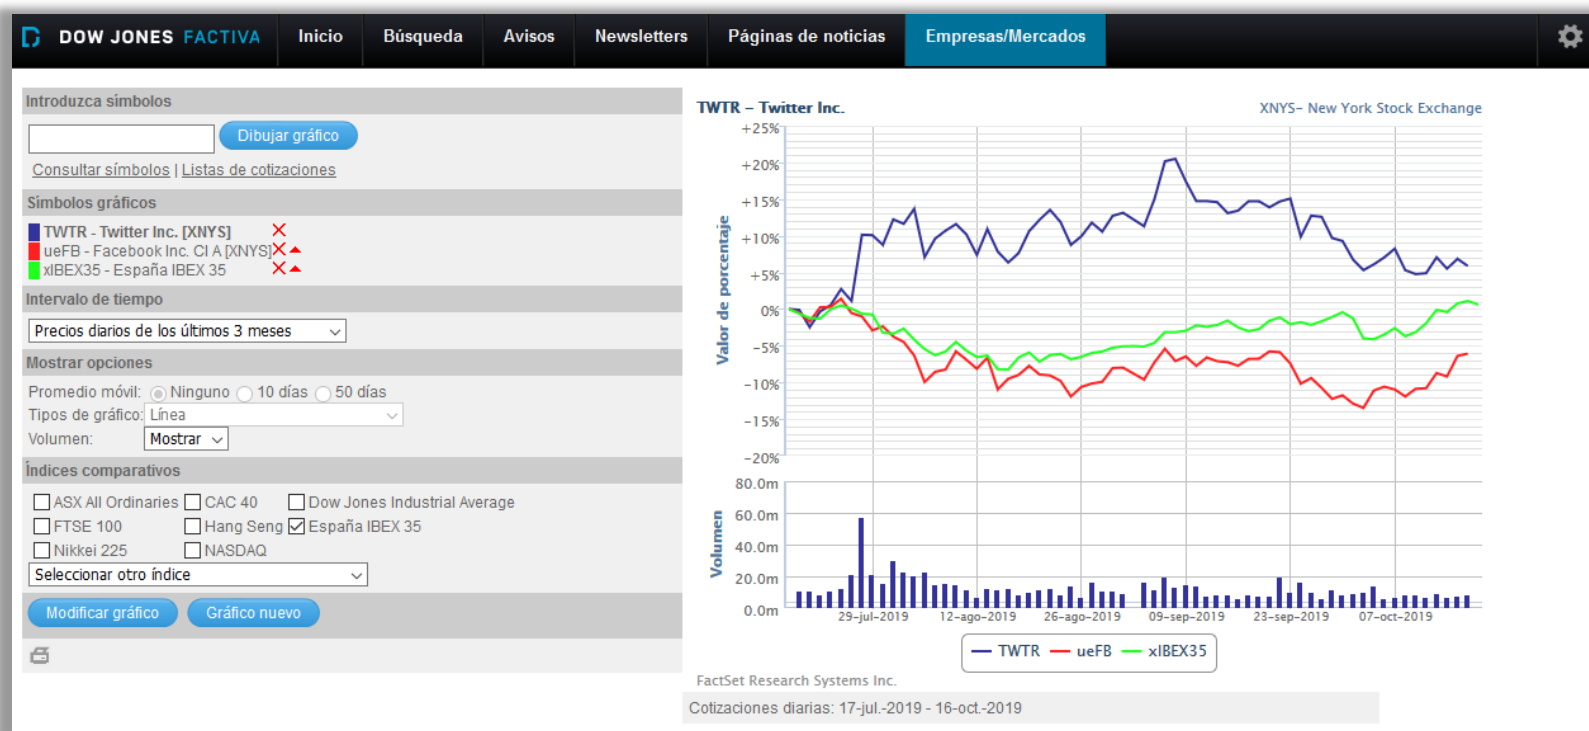 DOW JONES FACTIVA
Inicio
Búsqueda
Avisos
Newsletters
Páginas de noticias
Empresas/Mercados
Introduzca símbolos
Dibujar gráfico
Consultar símbolos | Listas de cotizaciones
Símbolos gráficos
TWTR - Twitter Inc. [XNYS]
ueFB - Facebook Inc. Cl A [XNYS]
xIBEX35 - España IBEX 35
Intervalo de tiempo
Precios diarios de los últimos 3 meses
Mostrar opciones
Promedio móvil: Ninguno 10 días 50 días
Tipos de gráfico: Línea
Volumen: Mostrar
Índices comparativos
ASX All Ordinaries CAC 40 Dow Jones Industrial Average
FTSE 100 Hang Seng España IBEX 35
Nikkei 225 NASDAQ
Seleccionar otro índice
Modificar gráfico Gráfico nuevo
TWTR – Twitter Inc.
XNYS– New York Stock Exchange
+25%
+20%
+15%
+10%
+5%
0%
−5%
−10%
−15%
−20%
Valor de porcentaje
80.0m
60.0m
40.0m
20.0m
0.0m
Volumen
29-jul-2019 12-ago-2019 26-ago-2019 09-sep-2019 23-sep-2019 07-oct-2019
TWTR ueFB xIBEX35
FactSet Research Systems Inc.
Cotizaciones diarias: 17-jul.-2019 - 16-oct.-2019